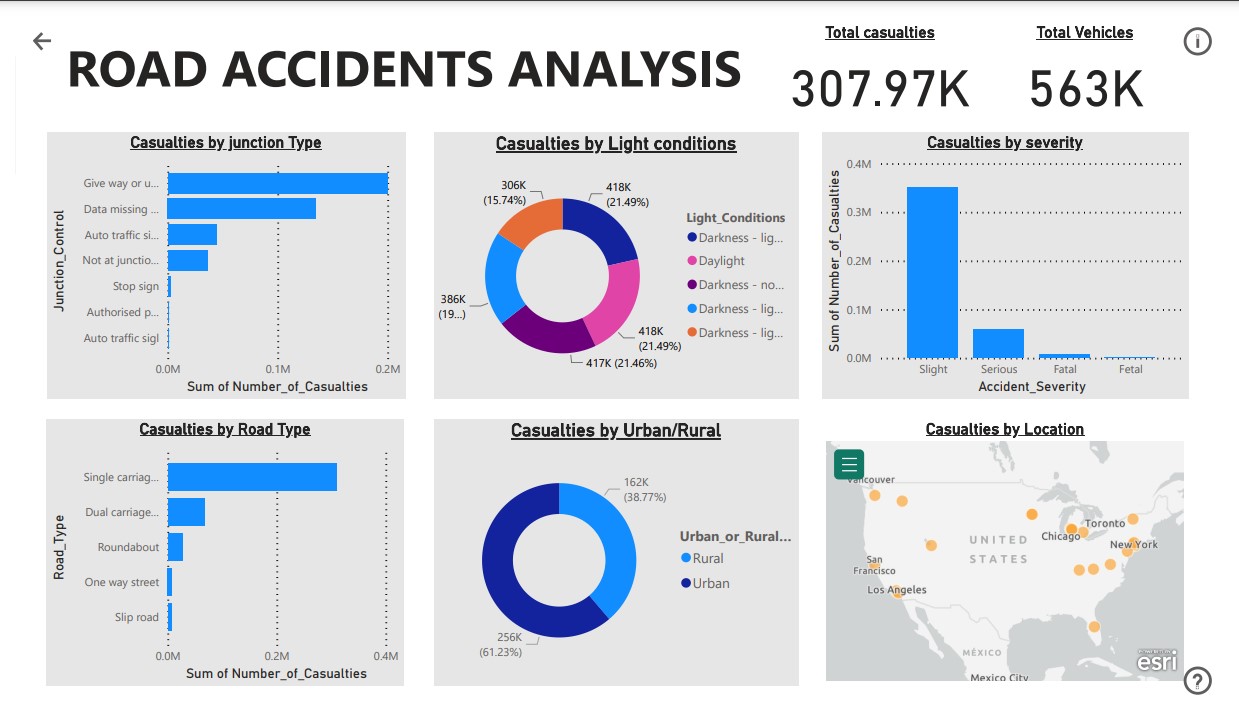 ROAD ACCIDENTS ANALYSIS
Total casualties
307.97K
Total Vehicles
563K
Casualties by junction Type
Junction_Control
Give way or u...
Data missing ...
Auto traffic si...
Not at junctio...
Stop sign
Authorised p...
Auto traffic sigl
0.0M
0.1M
0.2M
Sum of Number_of_Casualties
Casualties by Light conditions
306K
(15.74%)
418K
(21.49%)
386K
(19...)
418K
(21.49%)
417K (21.46%)
Light_Conditions
Darkness - lig...
Daylight
Darkness - no...
Darkness - lig...
Darkness - lig...
Casualties by severity
Sum of Number_of_Casualties
0.4M
0.3M
0.2M
0.1M
0.0M
Slight
Serious
Fatal
Fetal
Accident_Severity
Casualties by Road Type
Road_Type
Single carriag...
Dual carriage...
Roundabout
One way street
Slip road
0.0M
0.2M
0.4M
Sum of Number_of_Casualties
Casualties by Urban/Rural
162K
(38.77%)
256K
(61.23%)
Urban_or_Rural...
Rural
Urban
Casualties by Location
Vancouver
Toronto
Chicago
New York
UNITED
STATES
San
Francisco
Los Angeles
MÉXICO
Mexico City
esri